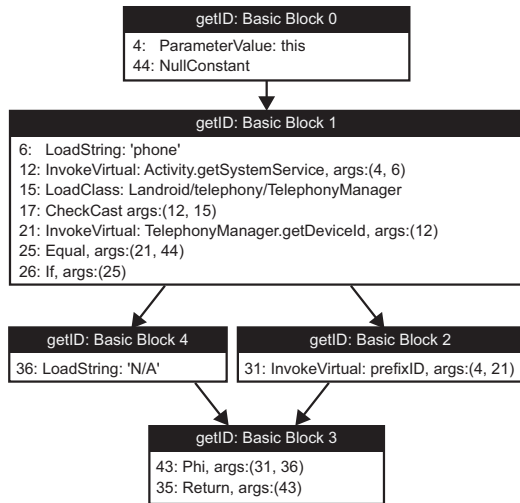 getID: Basic Block 0
4: ParameterValue: this
44: NullConstant
getID: Basic Block 1
6: LoadString: 'phone'
12: InvokeVirtual: Activity.getSystemService, args:(4, 6)
15: LoadClass: Landroid/telephony/TelephonyManager
17: CheckCast args:(12, 15)
21: InvokeVirtual: TelephonyManager.getDeviceId, args:(12)
25: Equal, args:(21, 44)
26: If, args:(25)
getID: Basic Block 4
36: LoadString: 'N/A'
getID: Basic Block 2
31: InvokeVirtual: prefixID, args:(4, 21)
getID: Basic Block 3
43: Phi, args:(31, 36)
35: Return, args:(43)